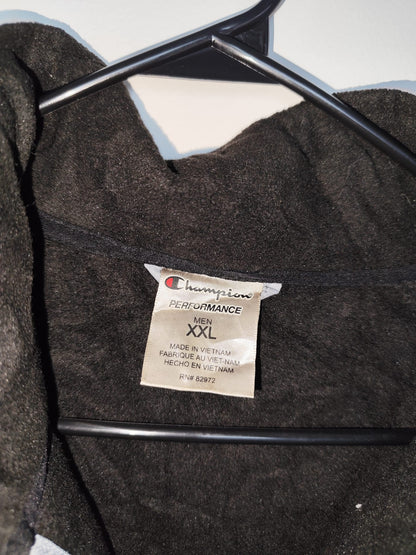 Champion
PERFORMANCE
MEN
XXL
MADE IN VIETNAM
FABRIQUE AU VIET-NAM
HECHO EN VIETNAM
RN# 82972